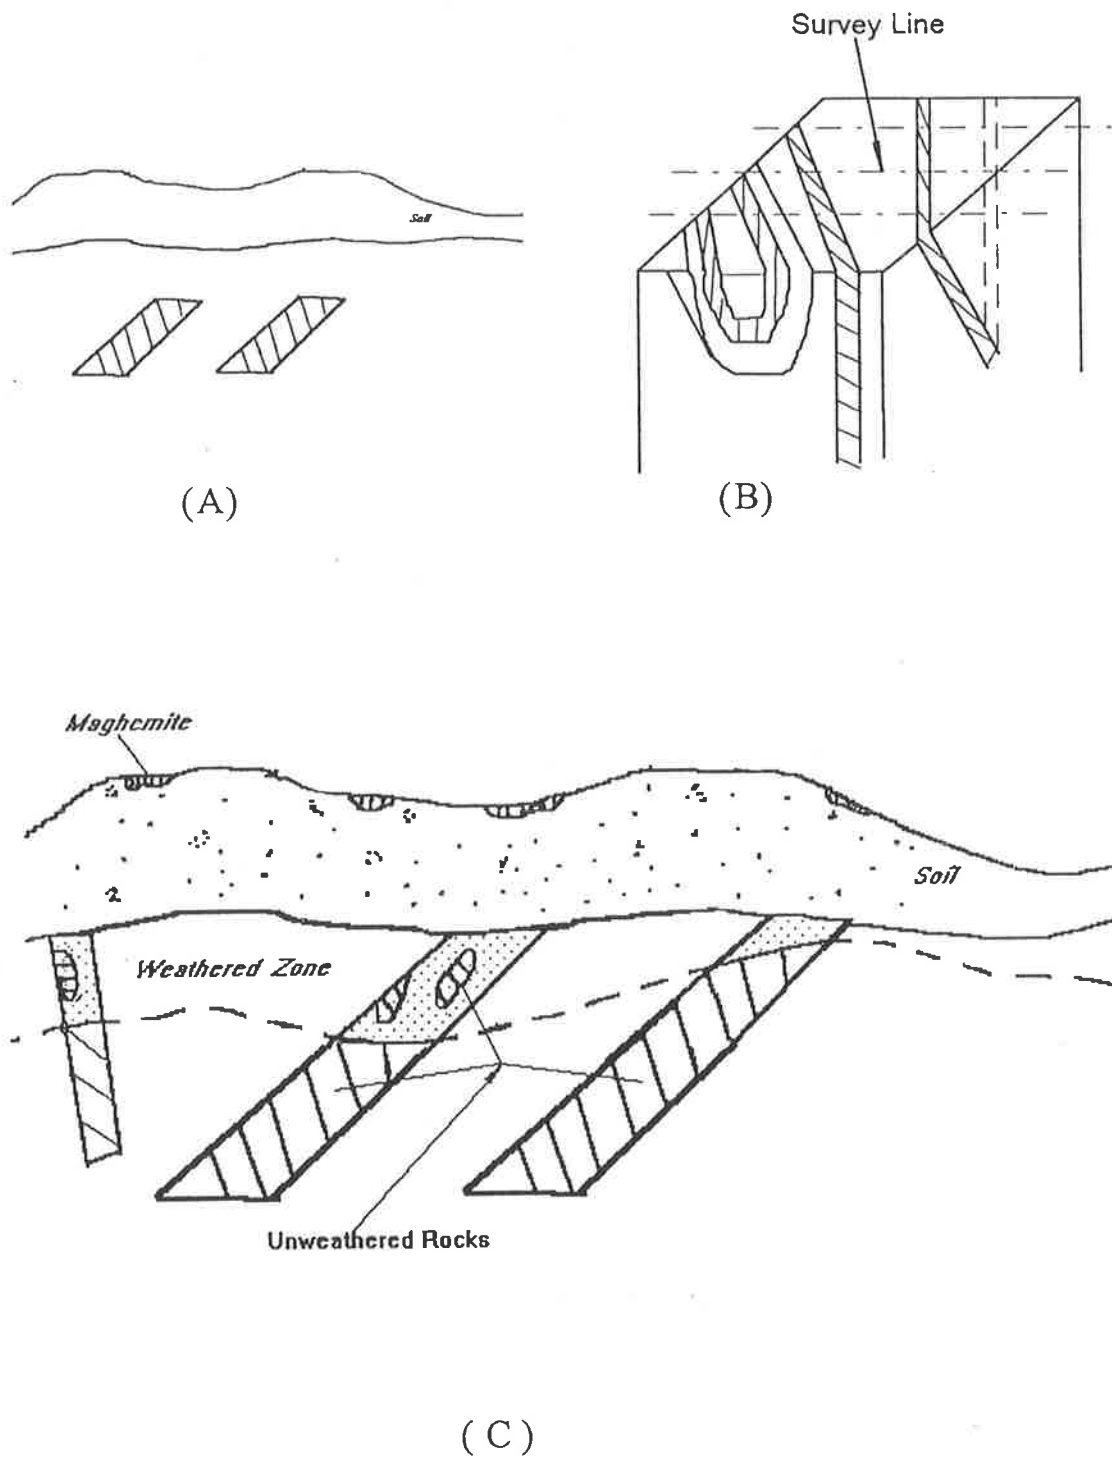 Survey Line
Soil
(A)
(B)
Maghemite
Soil
Weathered Zone
Unweathered Rocks
( C )